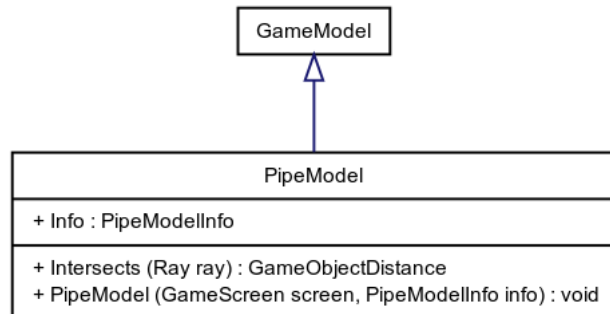 GameModel
PipeModel
+ Info : PipeModelInfo
+ Intersects (Ray ray) : GameObjectDistance
+ PipeModel (GameScreen screen, PipeModelInfo info) : void